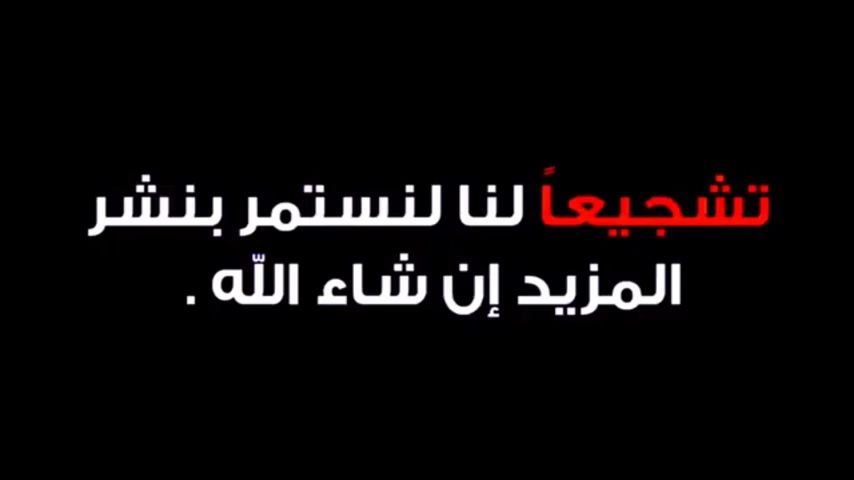 تشجيعاً لنا لنستمر بنشر
المزيد إن شاء الله .